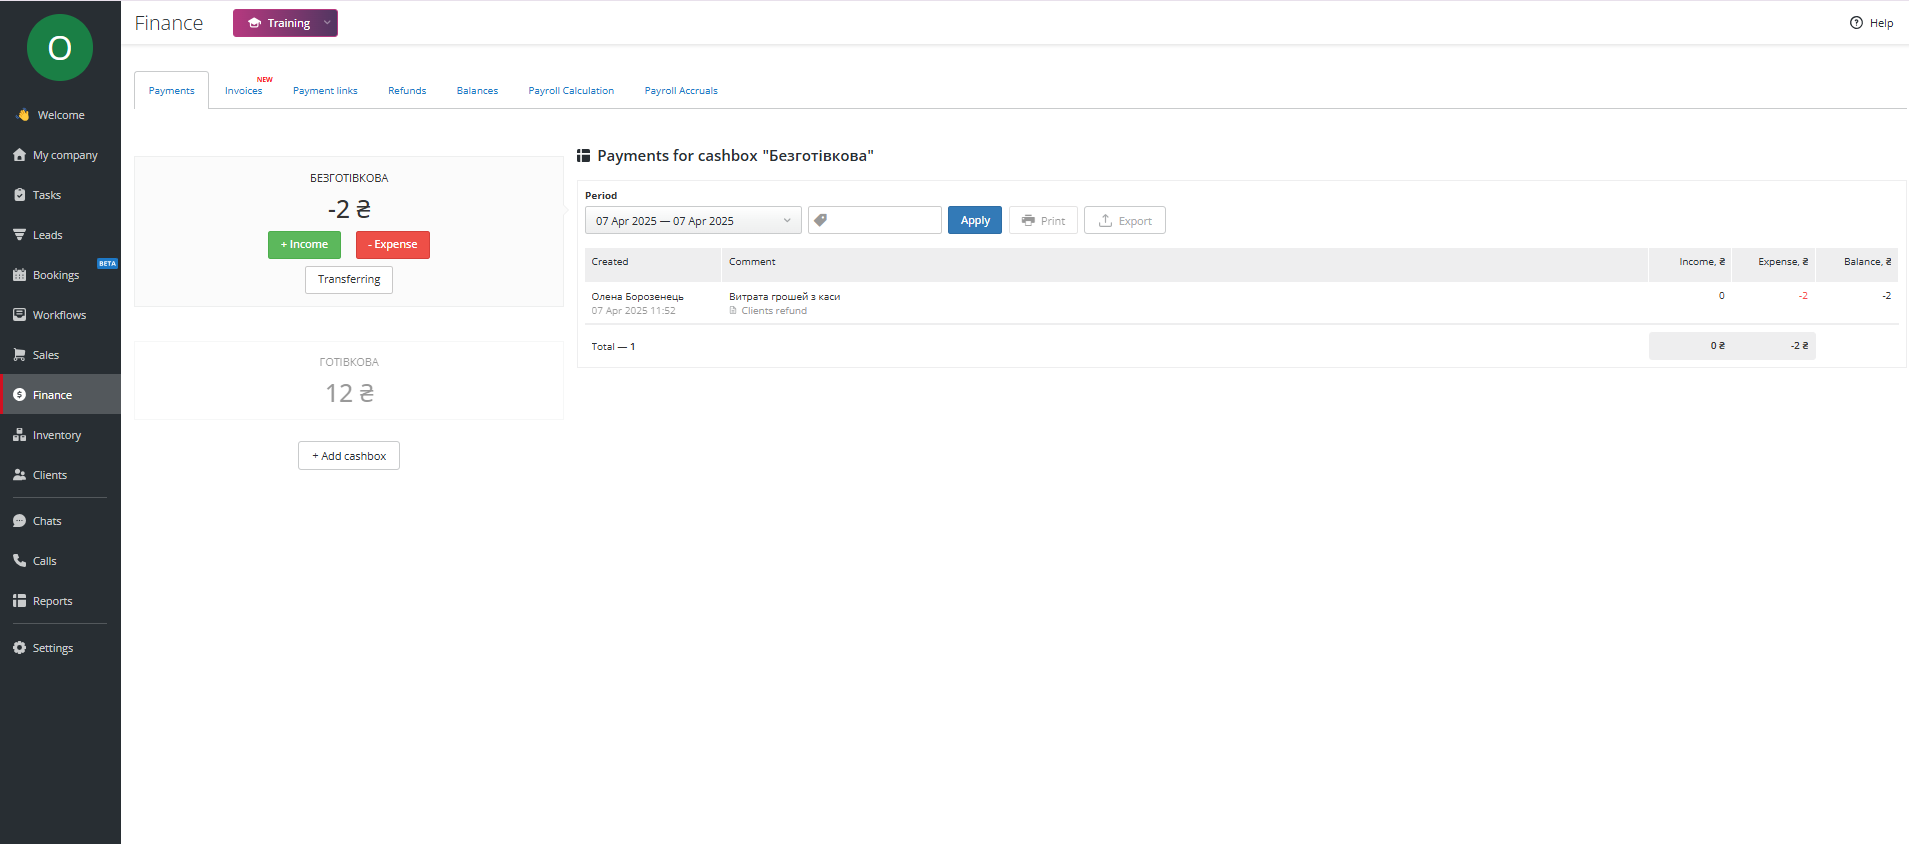 O
Finance
Training
Help
Welcome
My company
Tasks
Leads
BETA
Bookings
Workflows
Sales
Finance
Inventory
Clients
Chats
Calls
Reports
Settings
Payments
Invoices
NEW
Payment links
Refunds
Balances
Payroll Calculation
Payroll Accruals
БЕЗГОТІВКОВА
-2 ₴
+ Income
- Expense
Transferring
ГОТІВКОВА
12 ₴
+ Add cashbox
Payments for cashbox "Безготівкова"
Period
07 Apr 2025 — 07 Apr 2025
Apply
Print
Export
Created Comment Income, ₴ Expense, ₴ Balance, ₴
Олена Борозенець Витрата грошей з каси 0 -2 -2
07 Apr 2025 11:52 Clients refund
Total — 1 0 ₴ -2 ₴